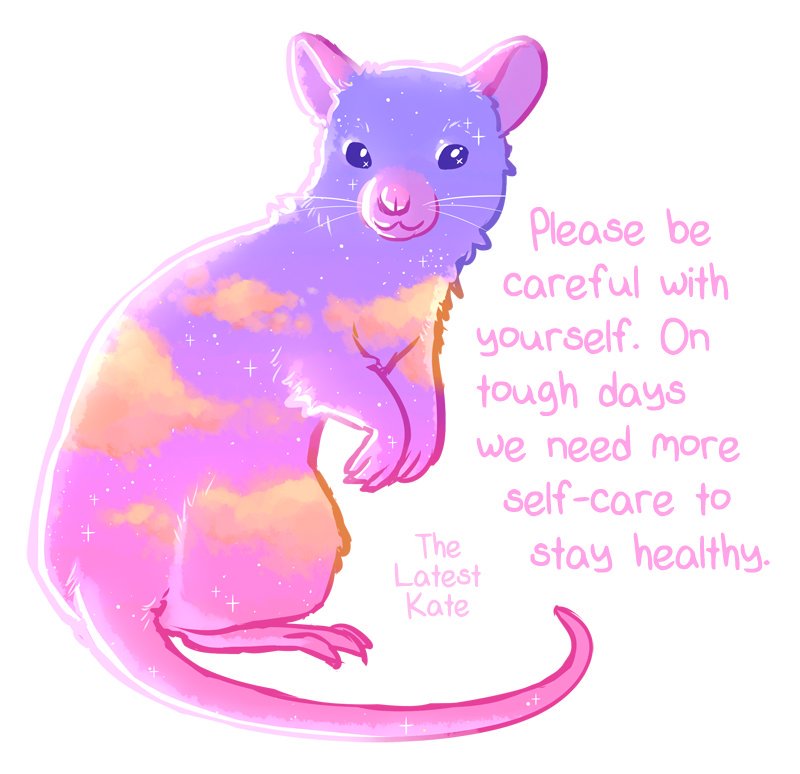 Please be
careful with
yourself. On
tough days
we need more
self-care to
stay healthy.
The
Latest
Kate